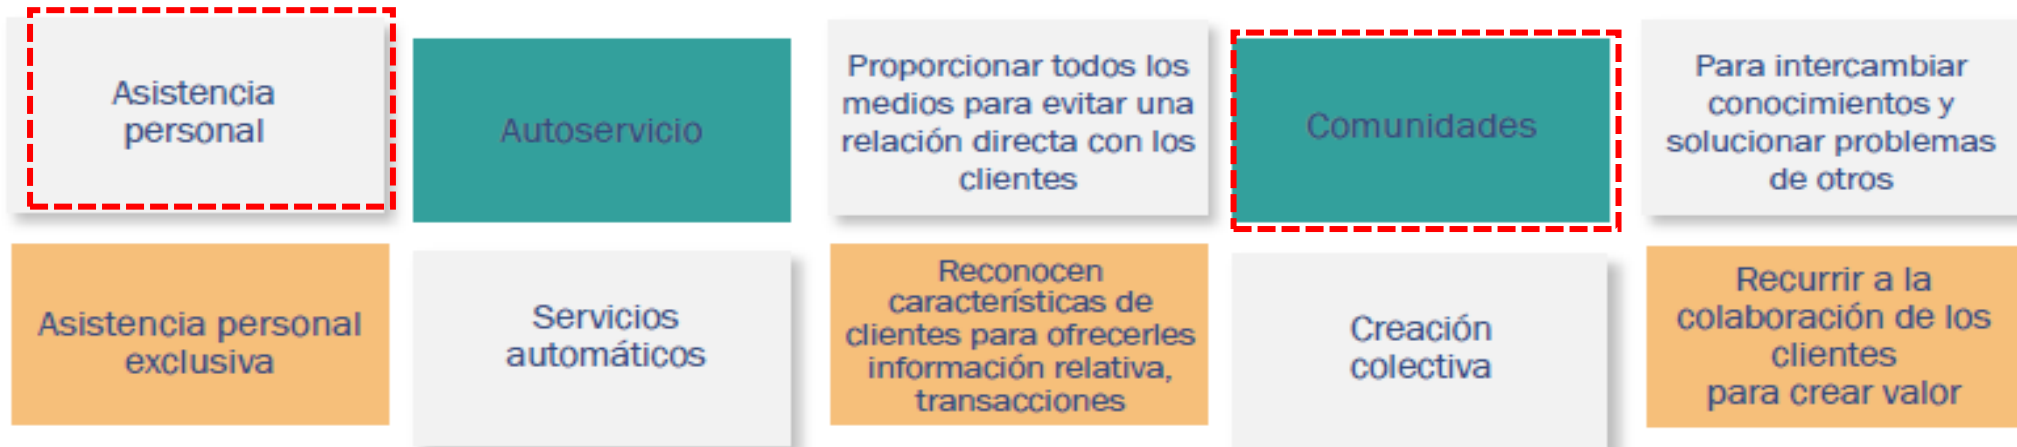 Asistencia
personal
Autoservicio
Proporcionar todos los
medios para evitar una
relación directa con los
clientes
Comunidades
Para intercambiar
conocimientos y
solucionar problemas
de otros
Asistencia personal
exclusiva
Servicios
automáticos
Reconocen
características de
clientes para ofrecerles
información relativa,
transacciones
Creación
colectiva
Recurrir a la
colaboración de los
clientes
para crear valor